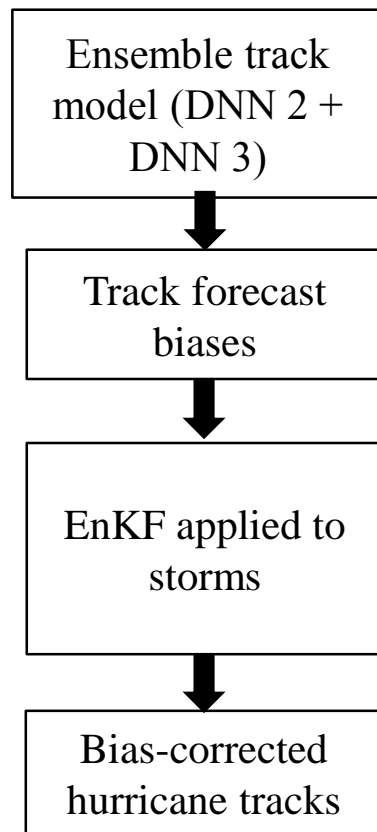 Ensemble track
model (DNN 2 +
DNN 3)
Track forecast
biases
EnKF applied to
storms
Bias-corrected
hurricane tracks